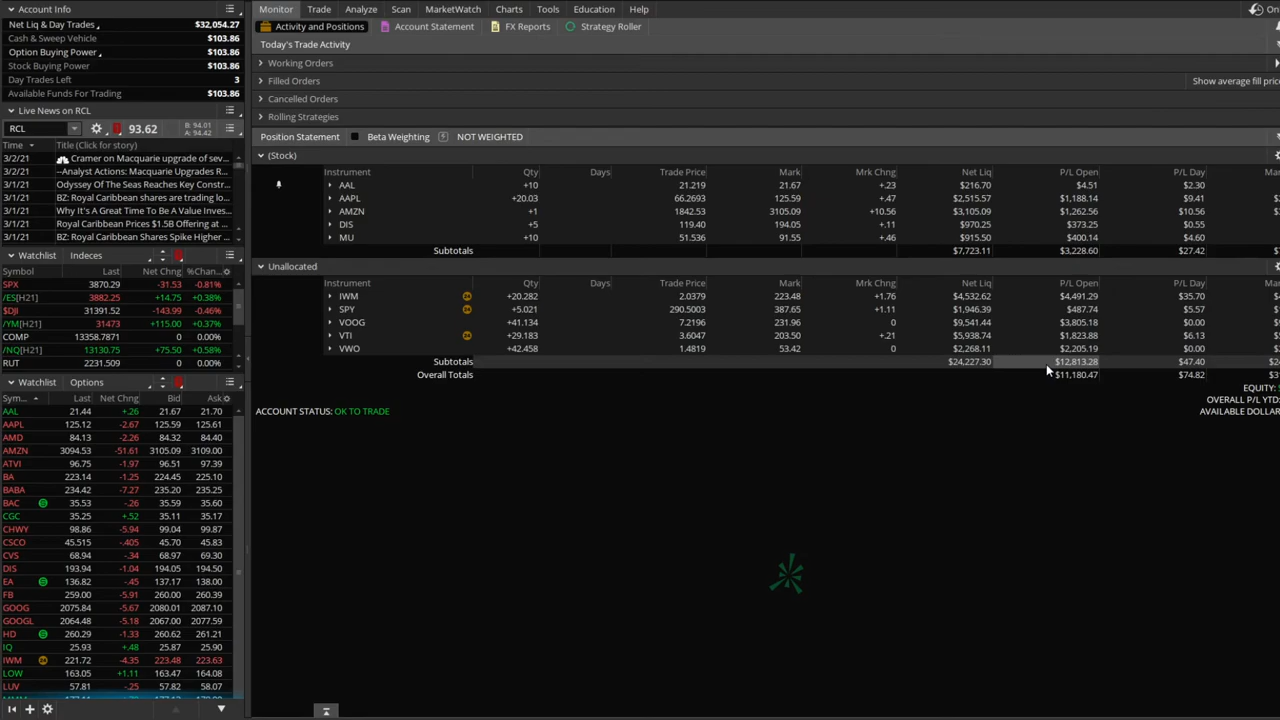 Account Info
Net Liq & Day Trades $32,054.27
Cash & Sweep Vehicle $103.86
Option Buying Power $103.86
Stock Buying Power $103.86
Day Trades Left 3
Available Funds For Trading $103.86
Live News on RCL
RCL 93.62 B: 94.01 A: 94.42
Time Title (Click for story)
3/2/21 Cramer on Macquarie upgrade of sev...
3/2/21 --Analyst Actions: Macquarie Upgrades R...
3/1/21 Odyssey Of The Seas Reaches Key Constr...
3/1/21 BZ: Royal Caribbean shares are trading lo...
3/1/21 Why It's A Great Time To Be A Value Inves...
3/1/21 Royal Caribbean Prices $1.5B Offering at ...
3/1/21 BZ: Royal Caribbean Shares Spike Higher ...
Watchlist Indeces
Symbol Last Net Chng %Chan...
SPX 3870.29 -31.53 -0.81%
/ES[H21] 3882.25 +14.75 +0.38%
$DJI 31391.52 -143.99 -0.46%
/YM[H21] 31473 +115.00 +0.37%
COMP 13358.7871 0 0.00%
/NQ[H21] 13130.75 +75.50 +0.58%
RUT 2231.509 0 0.00%
Watchlist Options
Sym... Last Net Chng Bid Ask
AAL 21.44 +.26 21.67 21.70
AAPL 125.12 -2.67 125.59 125.61
AMD 84.13 -2.26 84.32 84.40
AMZN 3094.53 -51.61 3105.09 3109.00
ATVI 96.75 -1.97 96.51 97.39
BA 223.14 -1.25 224.45 225.10
BABA 234.42 -7.27 235.20 235.25
BAC 35.53 -.26 35.59 35.60
CGC 35.25 +.52 35.11 35.17
CHWY 98.86 -5.94 99.04 99.87
CSCO 45.515 -.405 45.70 45.83
CVS 68.94 -.34 68.97 69.30
DIS 193.94 -1.04 194.05 194.50
EA 136.82 -.45 137.17 138.00
FB 259.00 -5.91 260.00 260.39
GOOG 2075.84 -5.67 2080.01 2087.10
GOOGL 2064.48 -5.18 2067.00 2077.59
HD 260.29 -1.33 260.62 261.21
IQ 25.93 +.48 25.87 25.90
IWM 221.72 -4.35 223.48 223.63
LOW 163.05 +1.11 163.47 164.08
LUV 57.81 -.25 57.82 58.07
Monitor Trade Analyze Scan MarketWatch Charts Tools Education Help
On
Activity and Positions Account Statement FX Reports Strategy Roller
Today's Trade Activity
Working Orders
Filled Orders Show average fill price
Cancelled Orders
Rolling Strategies
Position Statement Beta Weighting NOT WEIGHTED
(Stock)
Instrument Qty Days Trade Price Mark Mrk Chng Net Liq P/L Open P/L Day Mar
AAL +10 21.219 21.67 +.23 $216.70 $4.51 $2.30
AAPL +20.03 66.2693 125.59 +.47 $2,515.57 $1,188.14 $9.41
AMZN +1 1842.53 3105.09 +10.56 $3,105.09 $1,262.56 $10.56
DIS +5 119.40 194.05 +.11 $970.25 $373.25 $0.55
MU +10 51.536 91.55 +.46 $915.50 $400.14 $4.60
Subtotals $7,723.11 $3,228.60 $27.42
Unallocated
Instrument Qty Days Trade Price Mark Mrk Chng Net Liq P/L Open P/L Day Mar
IWM +20.282 2.0379 223.48 +1.76 $4,532.62 $4,491.29 $35.70
SPY +5.021 290.5003 387.65 +1.11 $1,946.39 $487.74 $5.57
VOOG +41.134 7.2196 231.96 0 $9,541.44 $3,805.18 $0.00
VTI +29.183 3.6047 203.50 +.21 $5,938.74 $1,823.88 $6.13
VWO +42.458 1.4819 53.42 0 $2,268.11 $2,205.19 $0.00
Subtotals $24,227.30 $12,813.28 $47.40
Overall Totals $11,180.47 $74.82
EQUITY:
OVERALL P/L YTD:
ACCOUNT STATUS: OK TO TRADE AVAILABLE DOLLAR